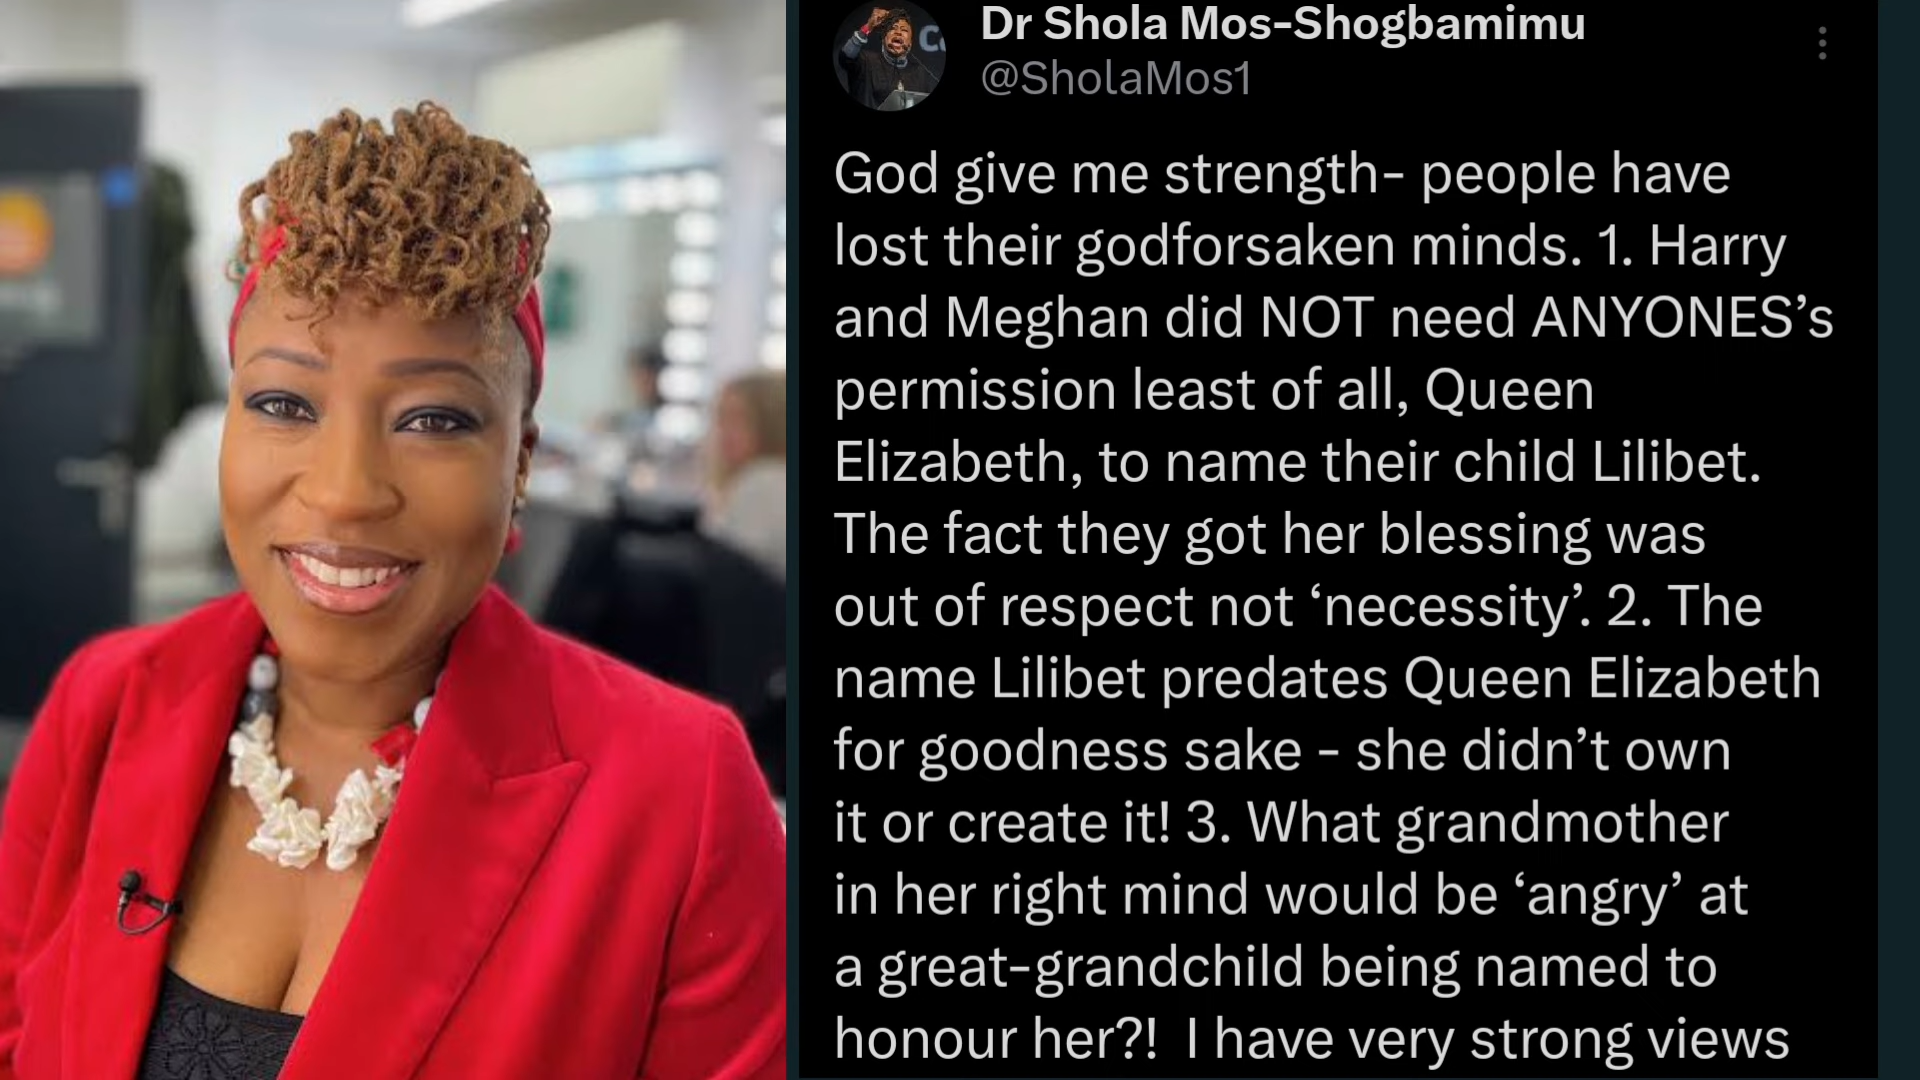 Dr Shola Mos-Shogbamimu
@SholaMos1
God give me strength- people have
lost their godforsaken minds. 1. Harry
and Meghan did NOT need ANYONES’s
permission least of all, Queen
Elizabeth, to name their child Lilibet.
The fact they got her blessing was
out of respect not ‘necessity’. 2. The
name Lilibet predates Queen Elizabeth
for goodness sake - she didn’t own
it or create it! 3. What grandmother
in her right mind would be ‘angry’ at
a great-grandchild being named to
honour her?!  I have very strong views